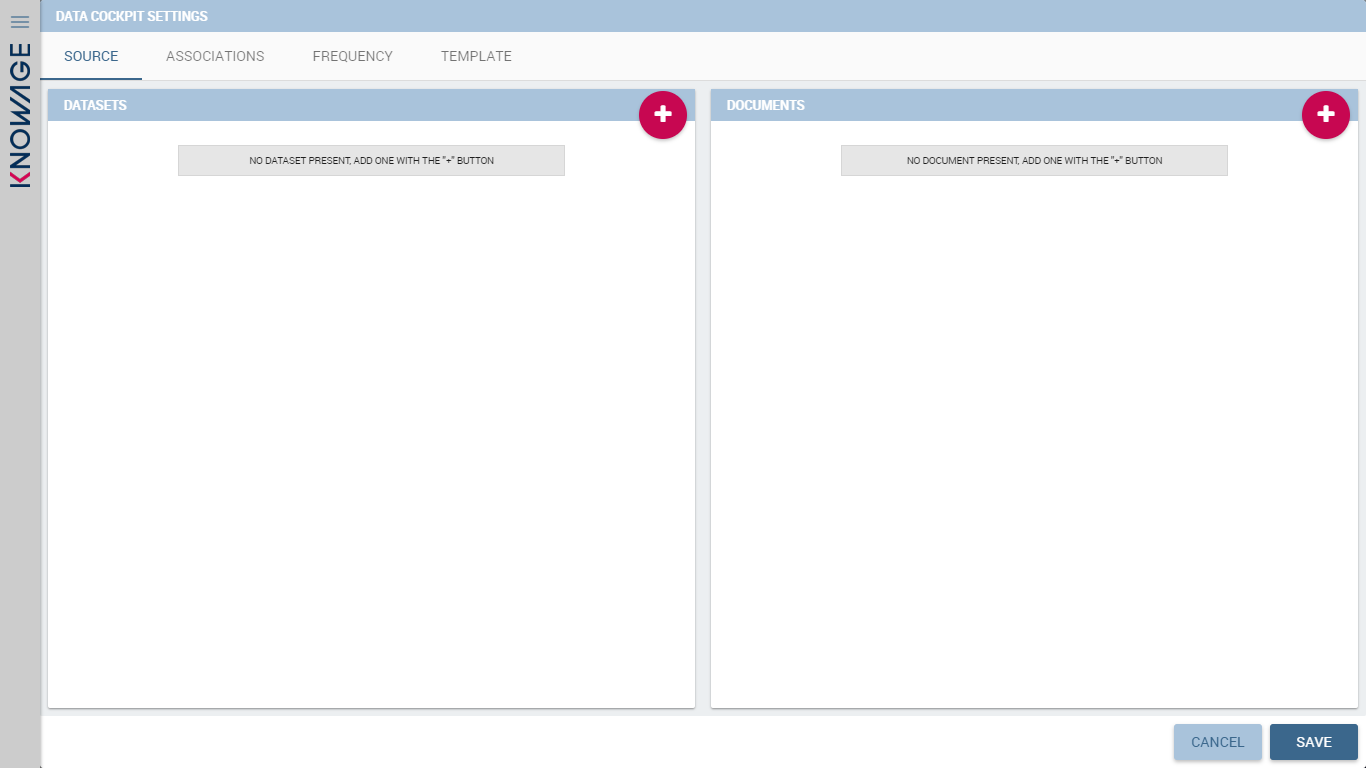 DATA COCKPIT SETTINGS
KNOWAGE
SOURCE ASSOCIATIONS FREQUENCY TEMPLATE
DATASETS
NO DATASET PRESENT, ADD ONE WITH THE "+" BUTTON
DOCUMENTS
NO DOCUMENT PRESENT, ADD ONE WITH THE "+" BUTTON
CANCEL SAVE